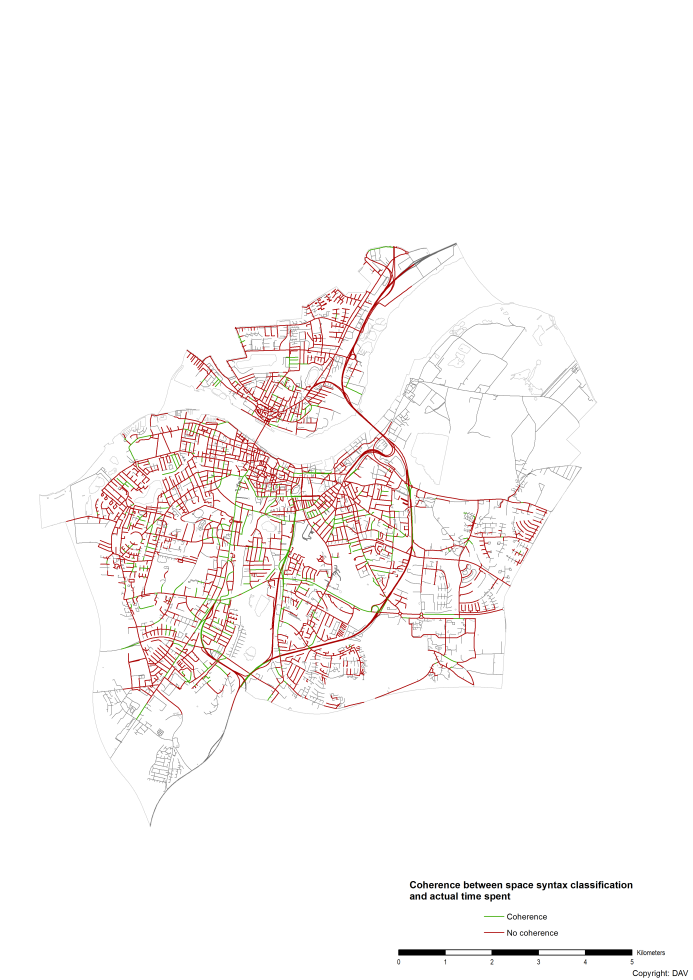 Coherence between space syntax classification
and actual time spent
Coherence
No coherence
Kilometers
0 1 2 3 4 5
Copyright: DAV